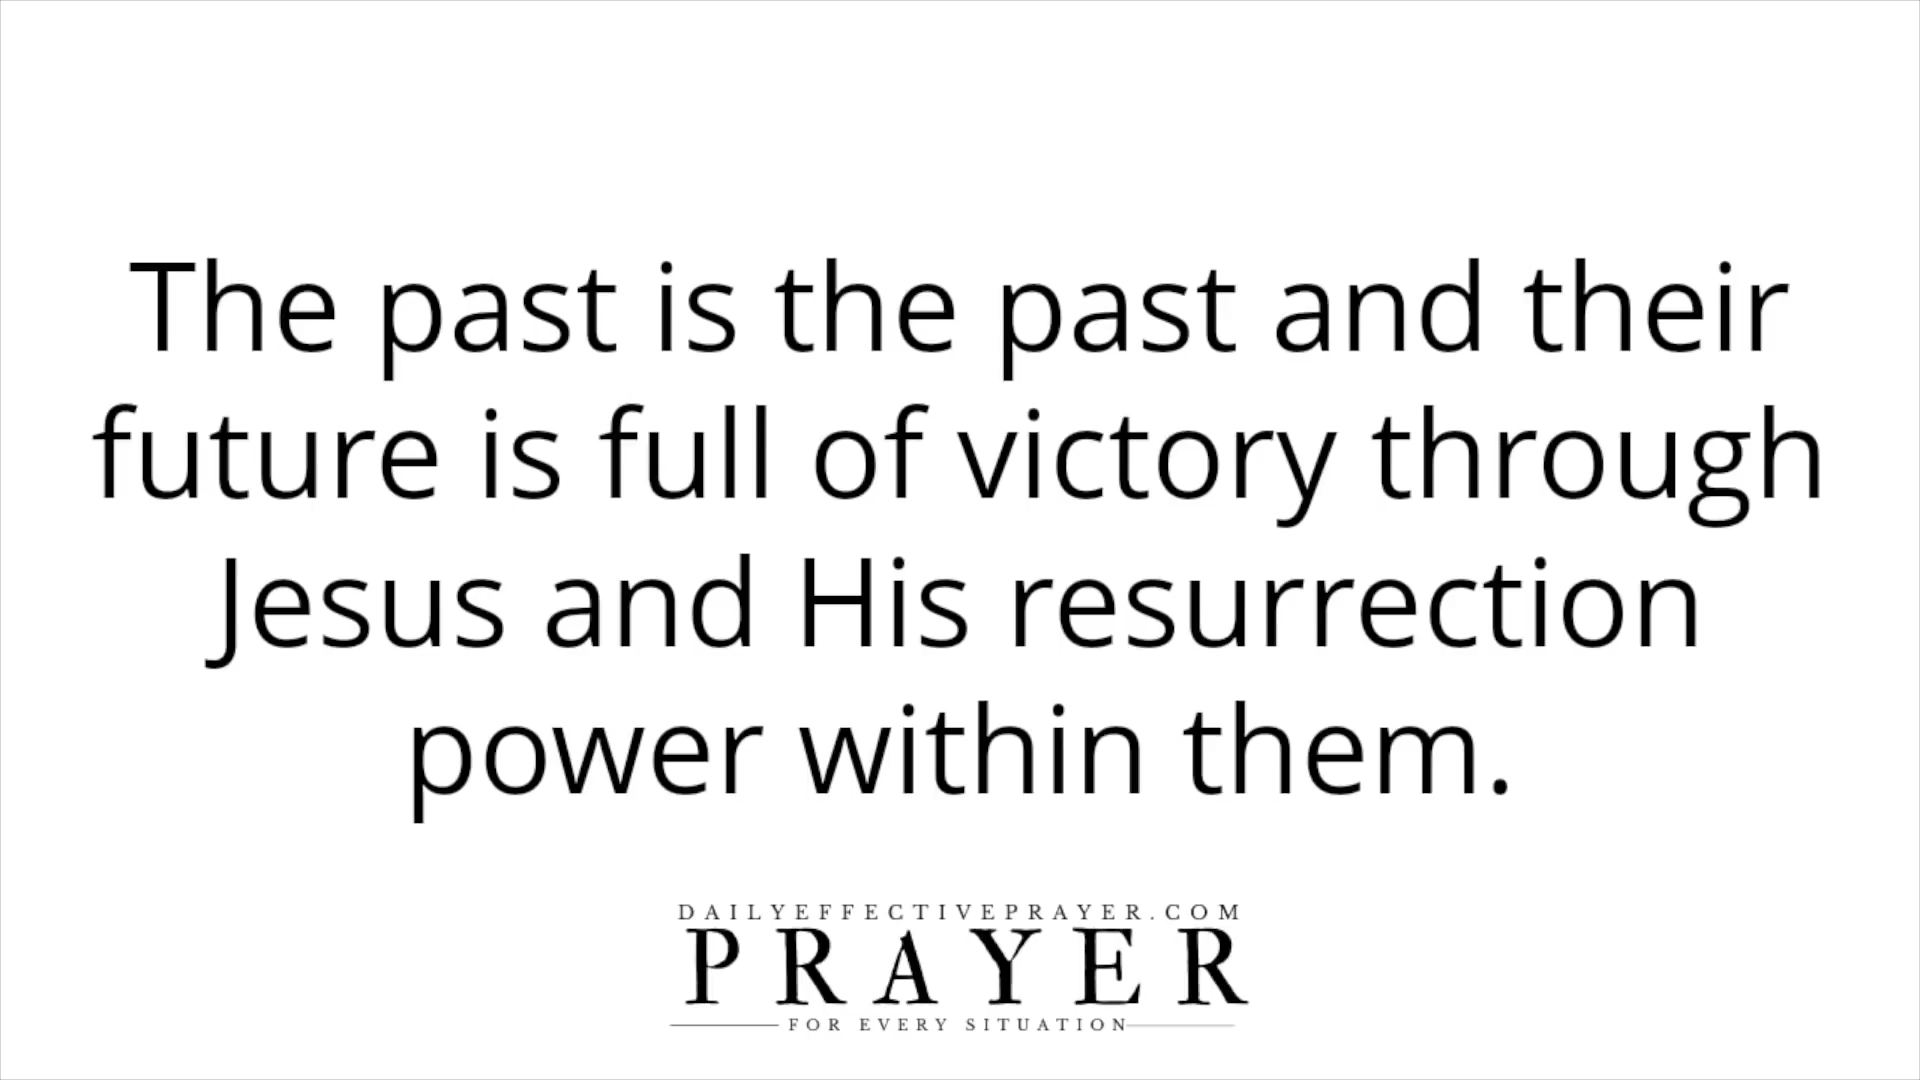 The past is the past and their
future is full of victory through
Jesus and His resurrection
power within them.
DAILYEFFECTIVEPRAYER.COM
PRAYER
FOR EVERY SITUATION